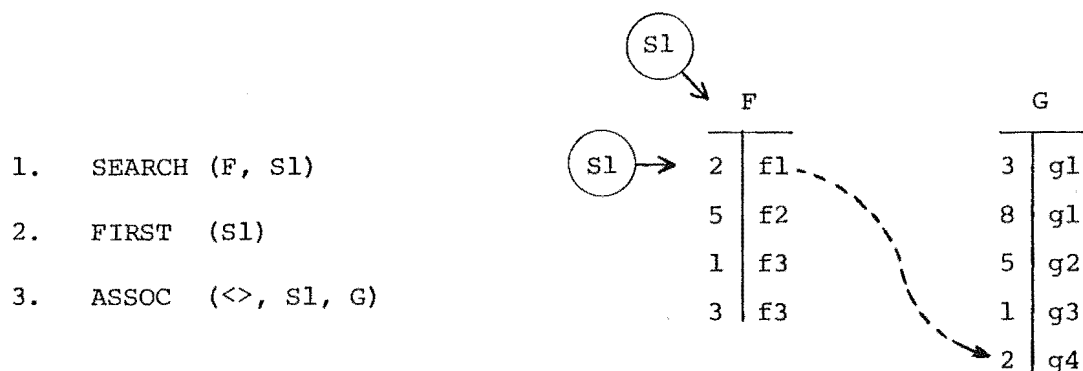 S1
F G
1. SEARCH (F, S1) S1 2 f1 3 g1
2. FIRST (S1) 5 f2 8 g1
3. ASSOC (<>, S1, G) 1 f3 5 g2
3 f3 1 g3
2 g4